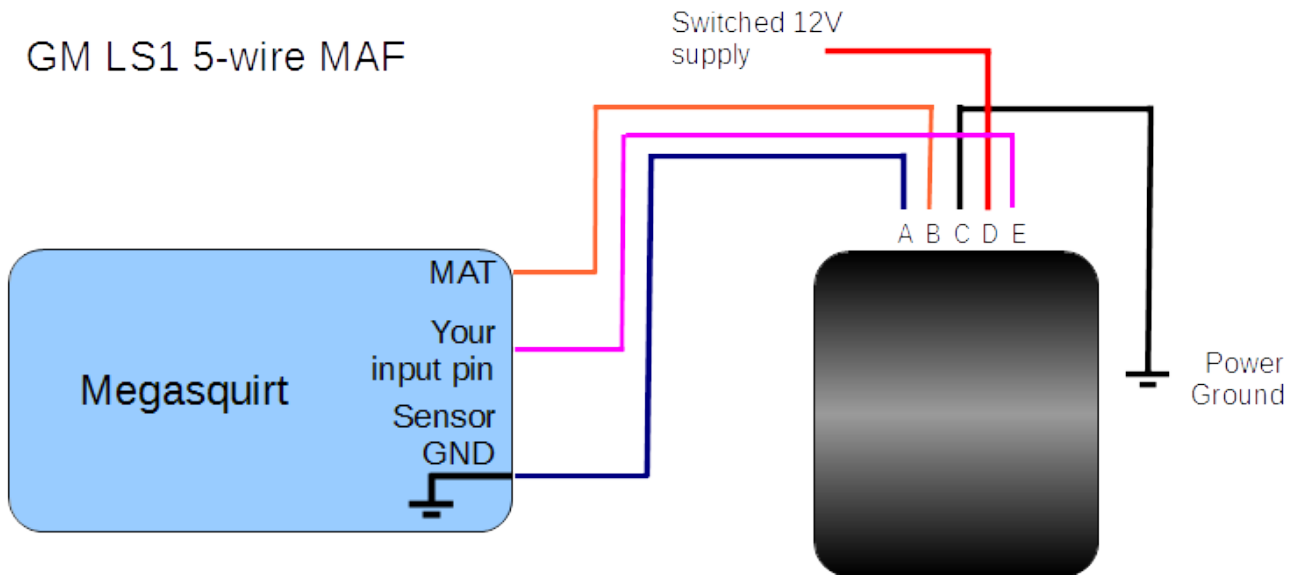 GM LS1 5-wire MAF
Switched 12V
supply
A B C D E
MAT
Your
input pin
Megasquirt
Sensor
GND
Power
Ground